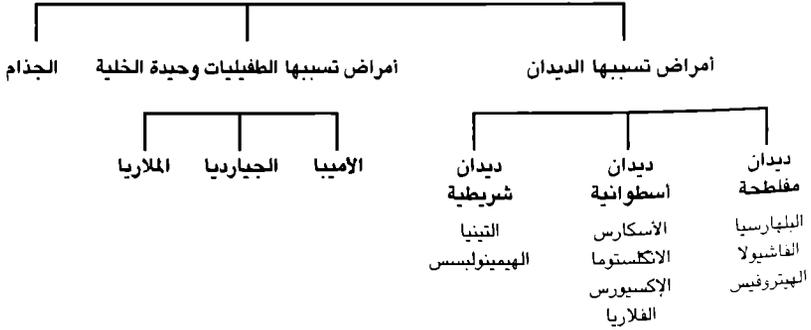 أمراض تسببها الديدان
أمراض تسببها الطفيليات وحيدة الخلية
الجذام
ديدان
مفلطحة
البلهارسيا
الفاشيولا
الهيتروفيس
ديدان
أسطوانية
الأسكارس
الانكلستوما
الإكسيورس
الفلاريا
ديدان
شريطية
التينيا
الهيمينولبسس
الأميبا
الجيارديا
الملاريا